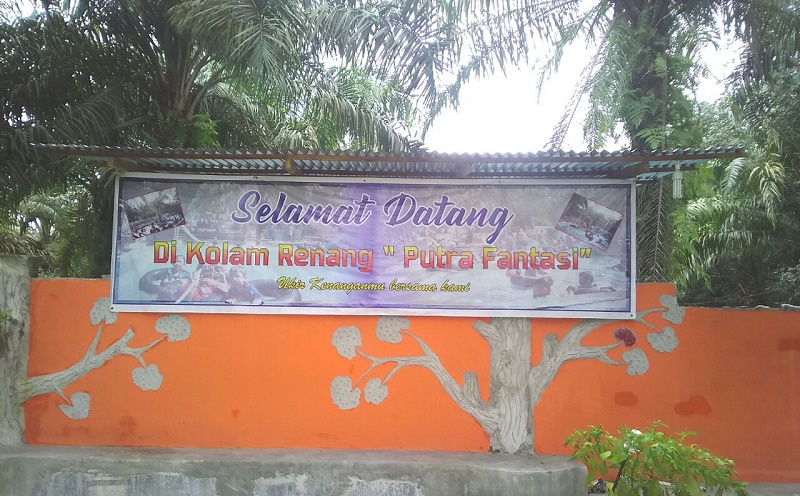 Selamat Datang
Di Kolam Renang " Putra Fantasi"
Ukir Kenanganmu bersama kami